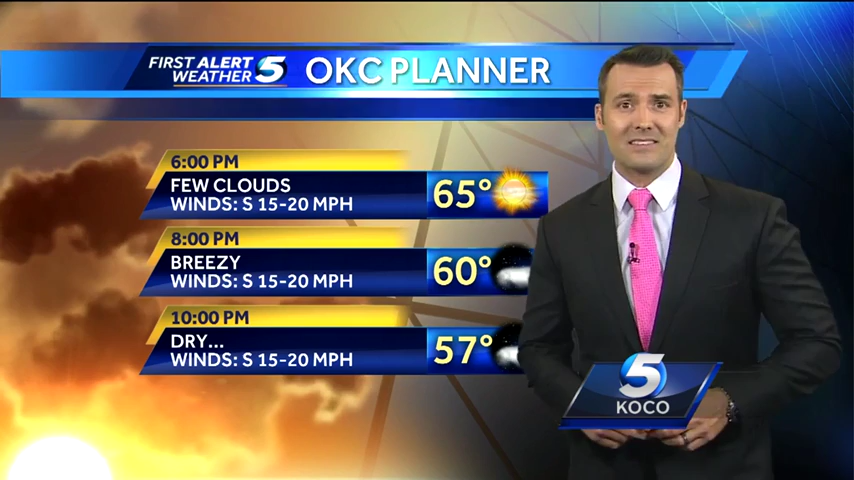 FIRST ALERT
WEATHER 5
OKC PLANNER
6:00 PM
FEW CLOUDS
WINDS: S 15-20 MPH
65°
8:00 PM
BREEZY
WINDS: S 15-20 MPH
60°
10:00 PM
DRY...
WINDS: S 15-20 MPH
57°
5
KOCO